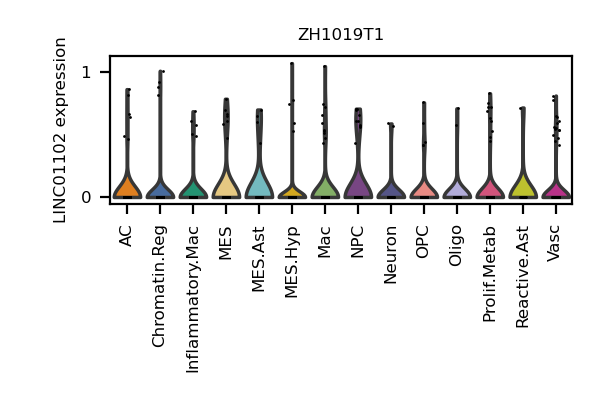 ZH1019T1
LINC01102 expression
1
0
AC
Chromatin.Reg
Inflammatory.Mac
MES
MES.Ast
MES.Hyp
Mac
NPC
Neuron
OPC
Oligo
Prolif.Metab
Reactive.Ast
Vasc